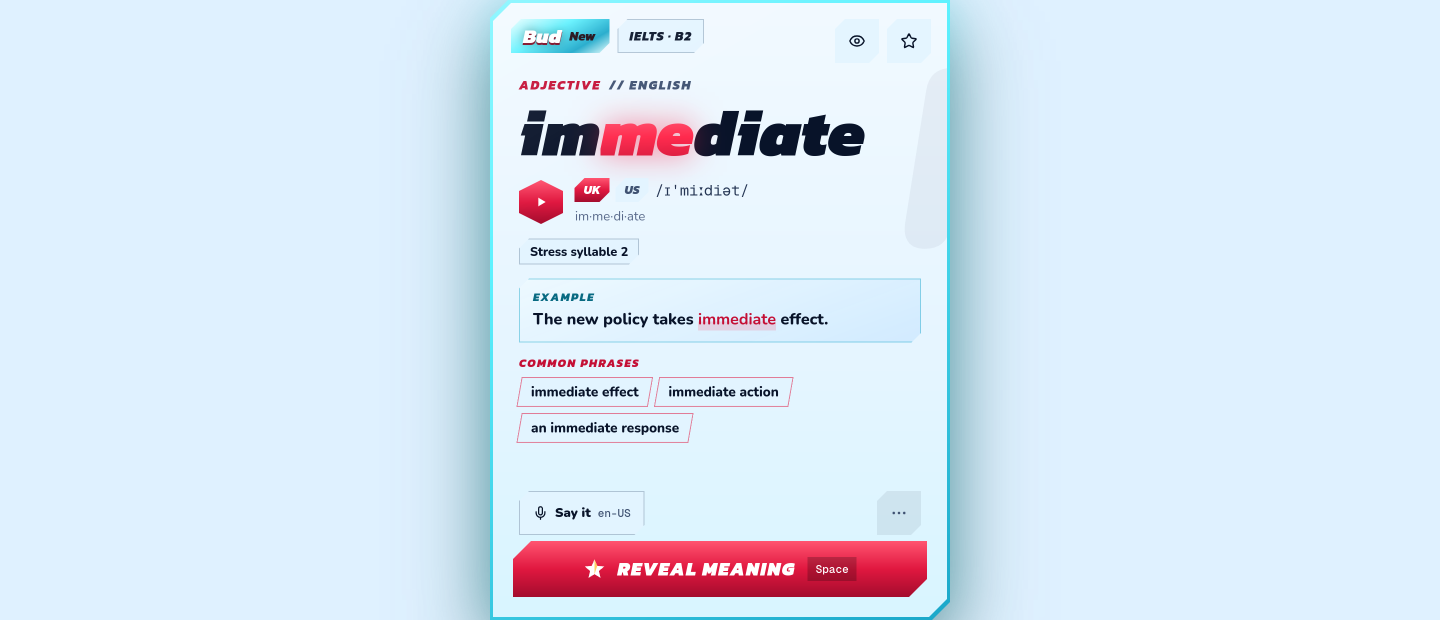 Bud New IELTS · B2
ADJECTIVE // ENGLISH
immediate
UK US /ɪˈmiːdiət/
im·me·di·ate
Stress syllable 2
EXAMPLE
The new policy takes immediate effect.
COMMON PHRASES
immediate effect immediate action
an immediate response
Say it en-US
REVEAL MEANING Space